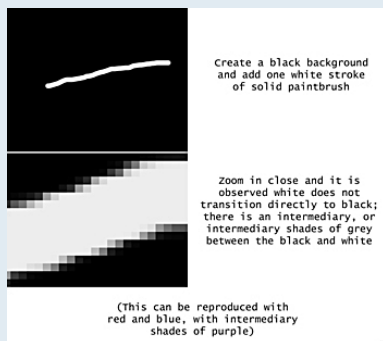 Create a black background
and add one white stroke
of solid paintbrush
Zoom in close and it is
observed white does not
transition directly to black;
there is an intermediary, or
intermediary shades of grey
between the black and white
(This can be reproduced with
red and blue, with intermediary
shades of purple)